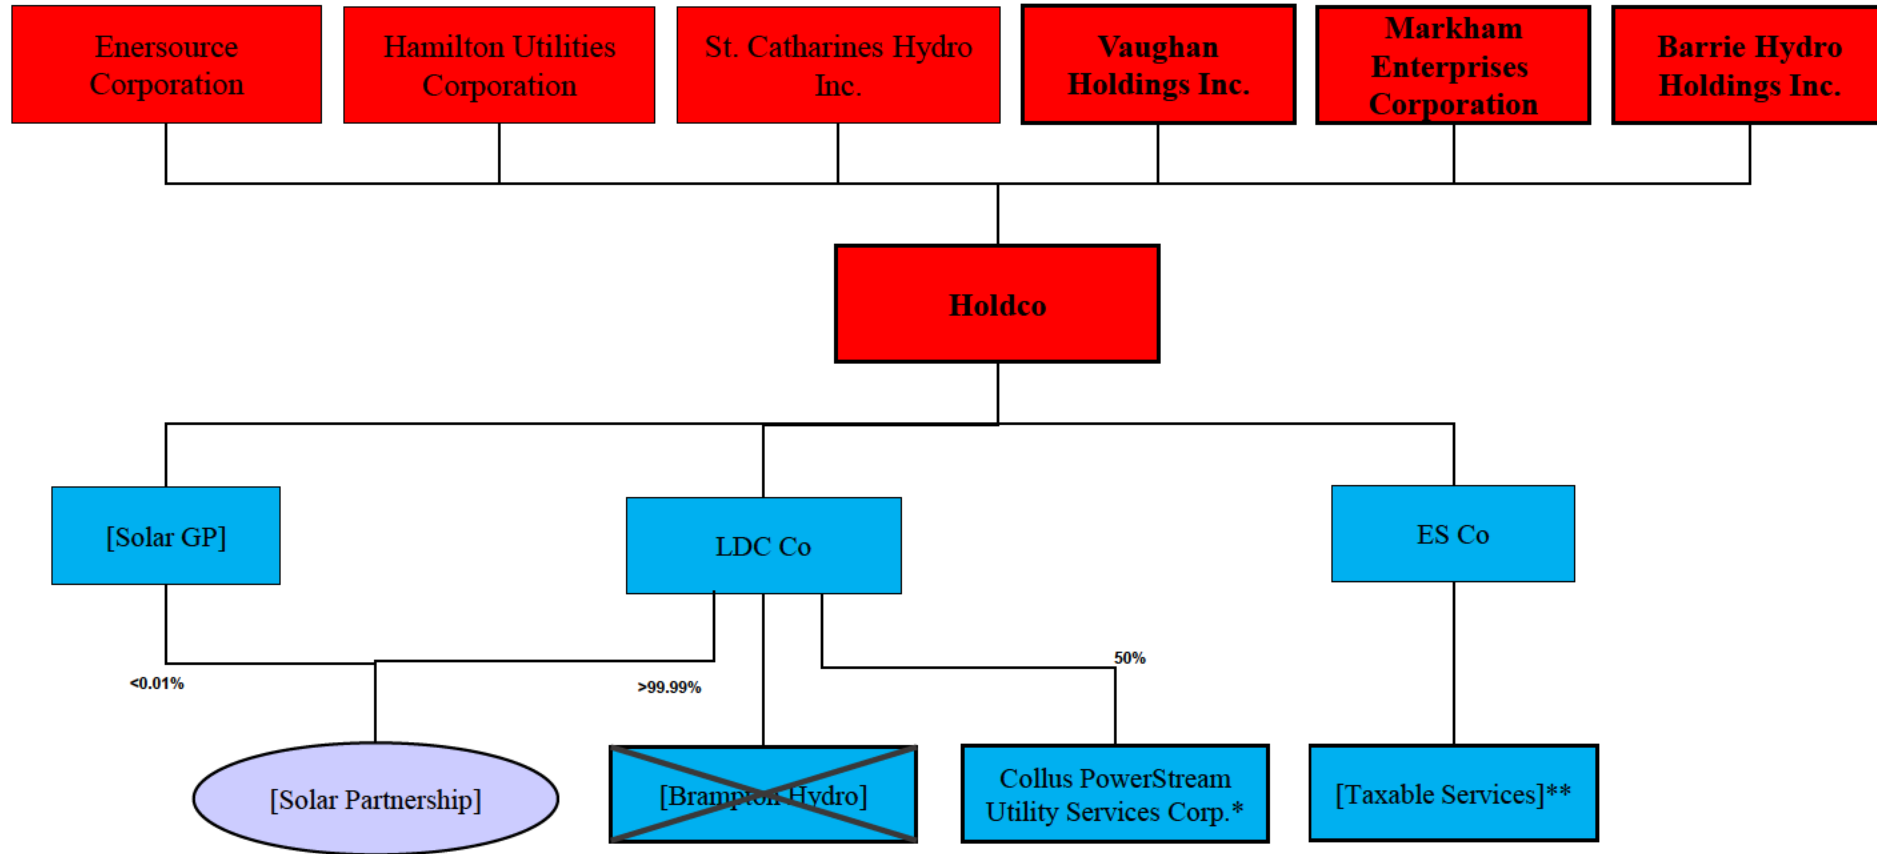 Enersource
Corporation
Hamilton Utilities
Corporation
St. Catharines Hydro
Inc.
Vaughan
Holdings Inc.
Markham
Enterprises
Corporation
Barrie Hydro
Holdings Inc.
Holdco
[Solar GP]
LDC Co
ES Co
<0.01%
>99.99%
50%
[Solar Partnership]
[Brampton Hydro]
Collus PowerStream
Utility Services Corp.*
[Taxable Services]**